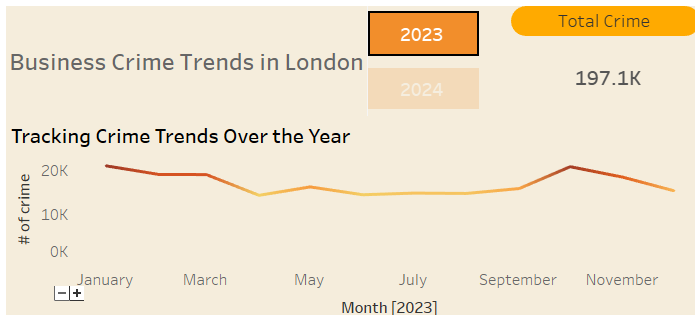 2023
Total Crime
Business Crime Trends in London
197.1K
2024
Tracking Crime Trends Over the Year
20K
10K
0K
# of crime
January March May July September November
Month [2023]